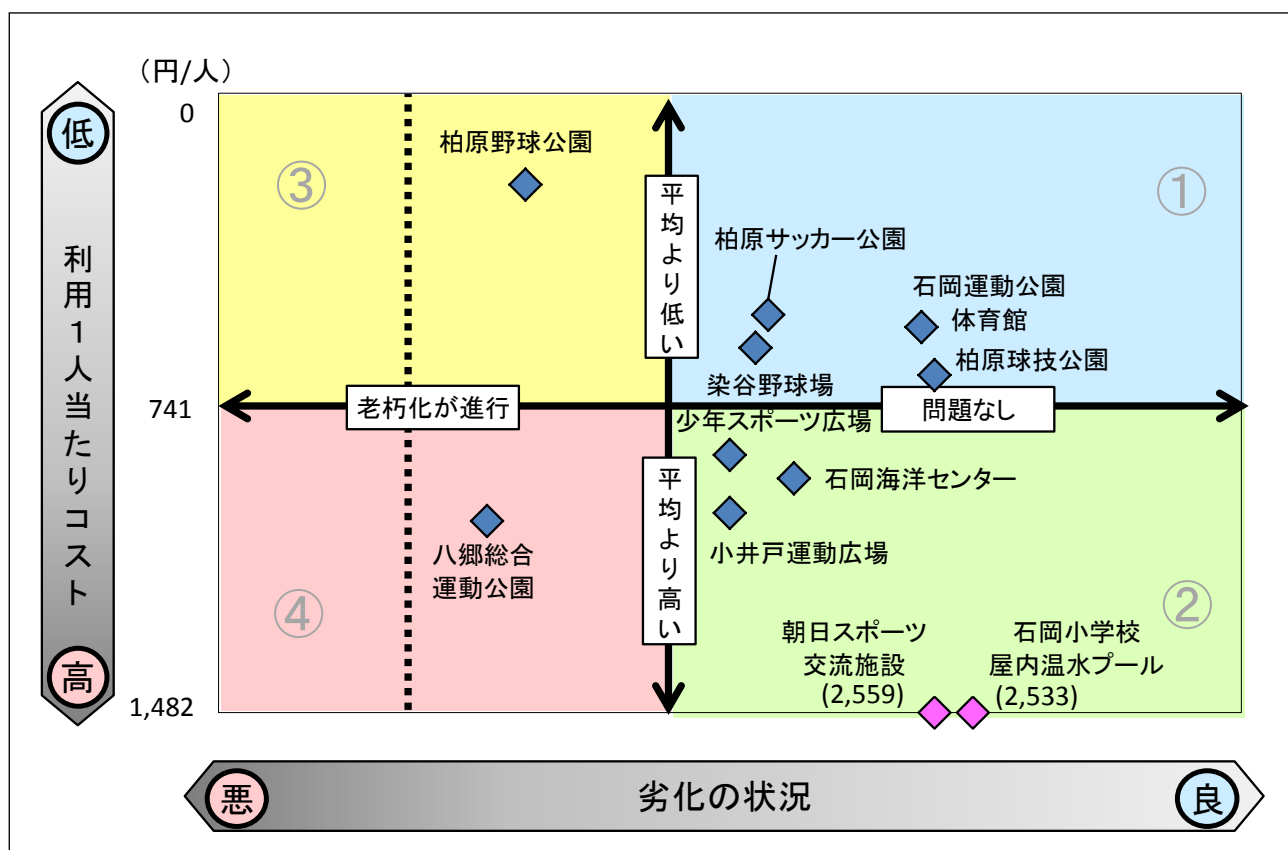 （円/人）
0
低
利用１人当たりコスト
高
741
1,482
③
①
④
②
柏原野球公園
平均より低い
柏原サッカー公園
石岡運動公園
体育館
柏原球技公園
染谷野球場
老朽化が進行
問題なし
少年スポーツ広場
石岡海洋センター
小井戸運動広場
平均より高い
八郷総合
運動公園
朝日スポーツ
交流施設
(2,559)
石岡小学校
屋内温水プール
(2,533)
悪
劣化の状況
良